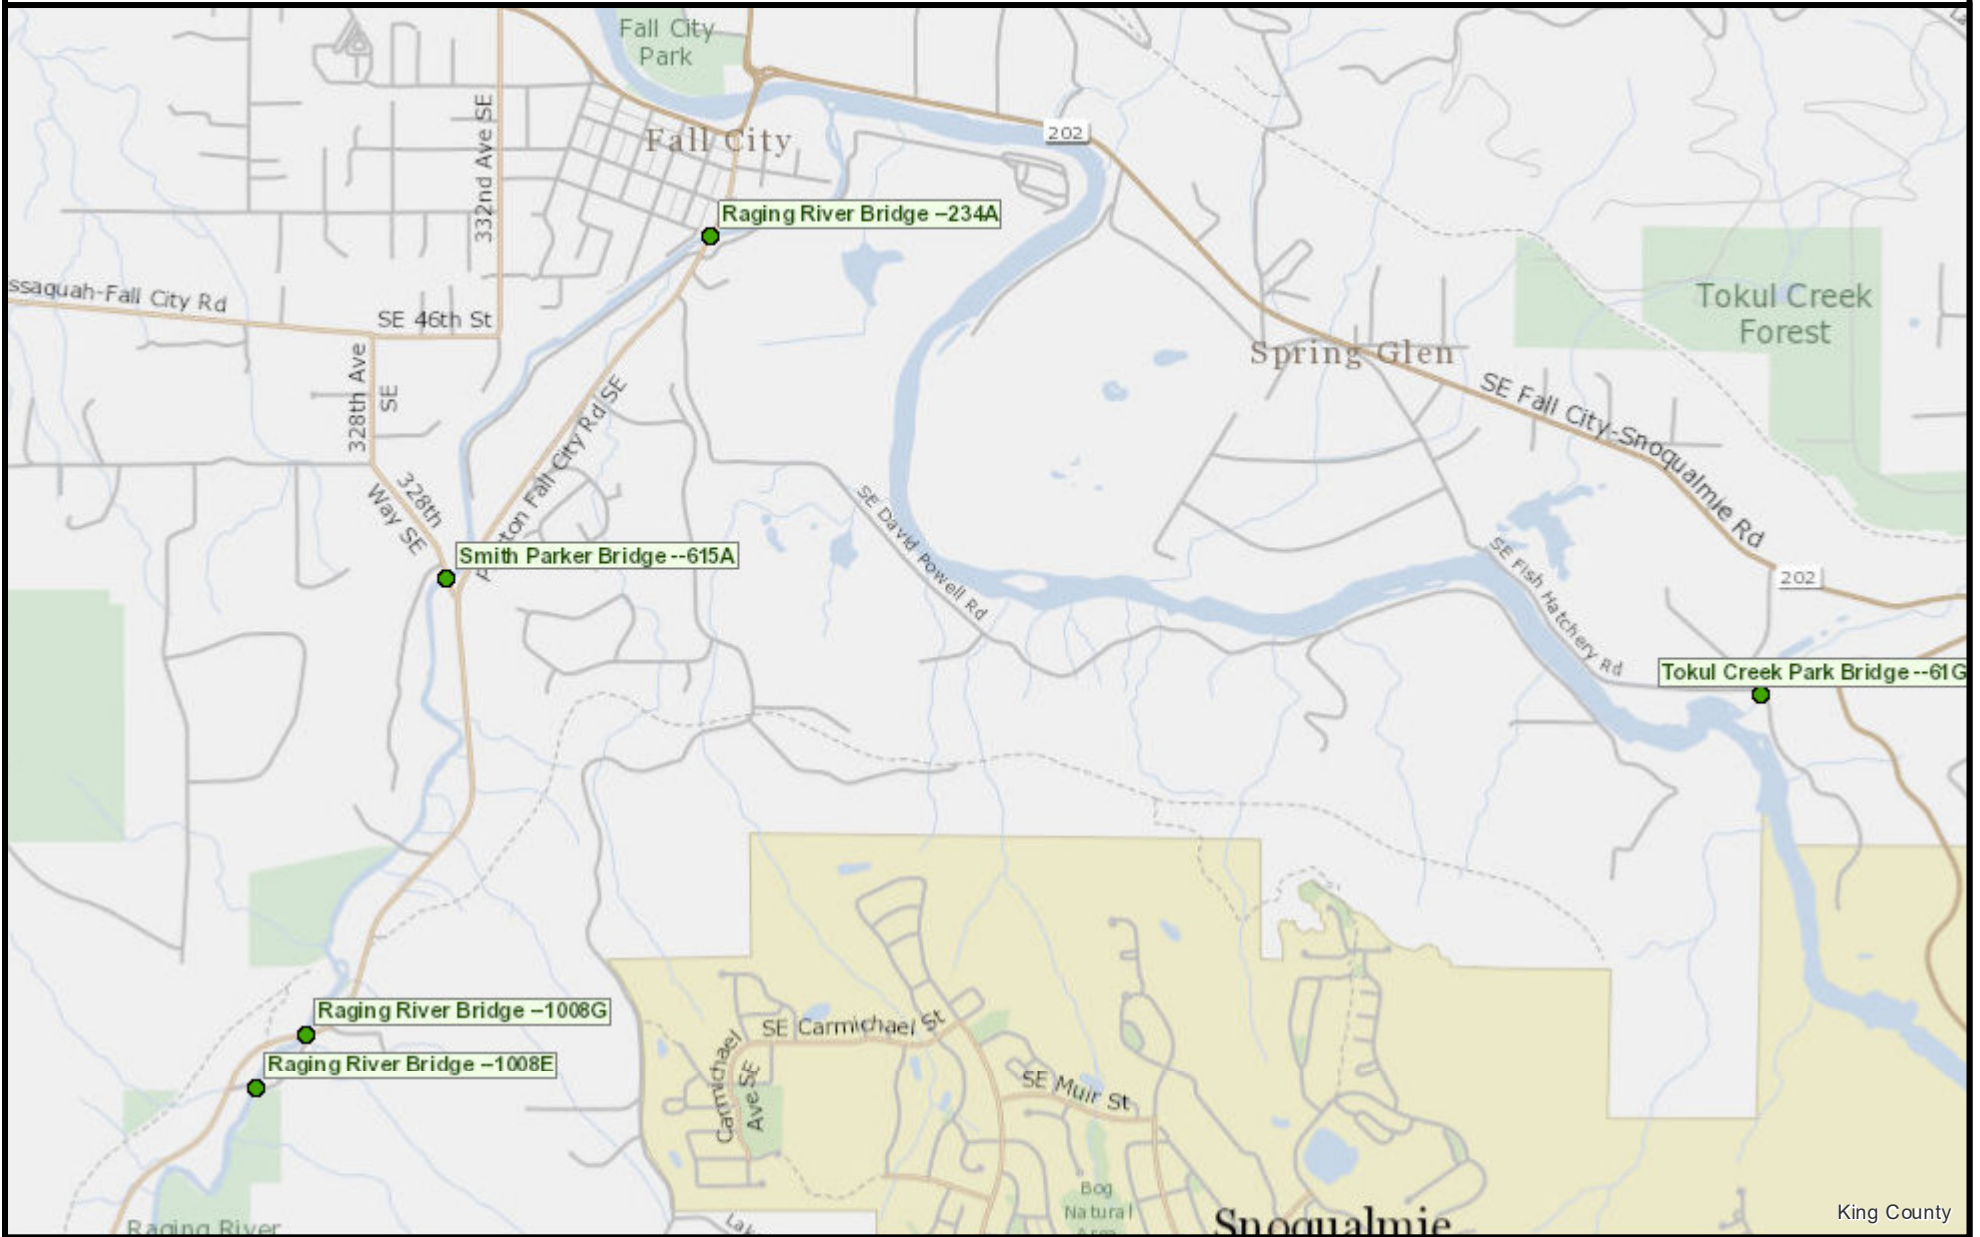 Fall City
Park
332nd Ave SE
Fall City
202
Raging River Bridge --234A
ssaquah-Fall City Rd
SE 46th St
328th Ave
SE
Tokul Creek
Forest
Spring Glen
SE Fall City-Snoqualmie Rd
328th
Way SE
ton Fall-City Rd SE
SE David Powell Rd
Smith Parker Bridge --615A
SE Fish Hatchery Rd
202
Tokul Creek Park Bridge --61G
Raging River Bridge --1008G
Raging River Bridge --1008E
SE Carmichael St
Carmichael
Ave SE
SE Muir St
Bog
Natural
Area
Raging River
Lak
Snoqualmie
King County